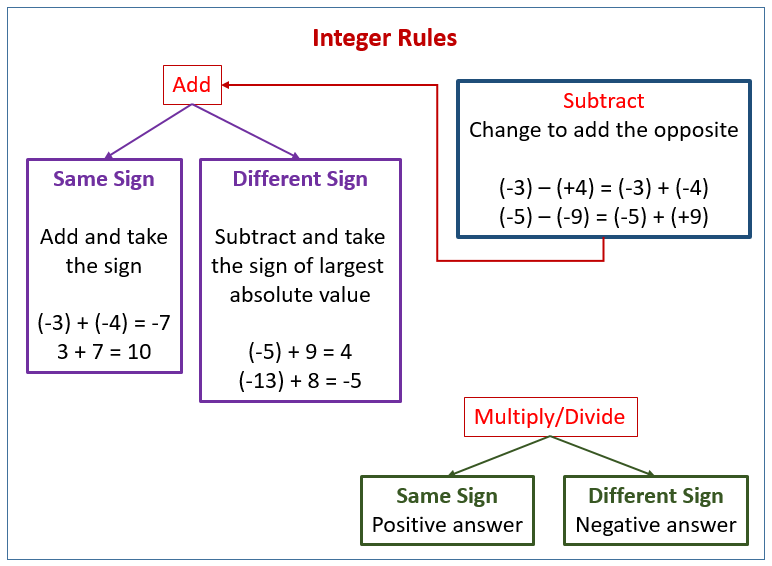 Integer Rules
Add
Same Sign
Add and take
the sign
(-3) + (-4) = -7
3 + 7 = 10
Different Sign
Subtract and take
the sign of largest
absolute value
(-5) + 9 = 4
(-13) + 8 = -5
Subtract
Change to add the opposite
(-3) – (+4) = (-3) + (-4)
(-5) – (-9) = (-5) + (+9)
Multiply/Divide
Same Sign
Positive answer
Different Sign
Negative answer